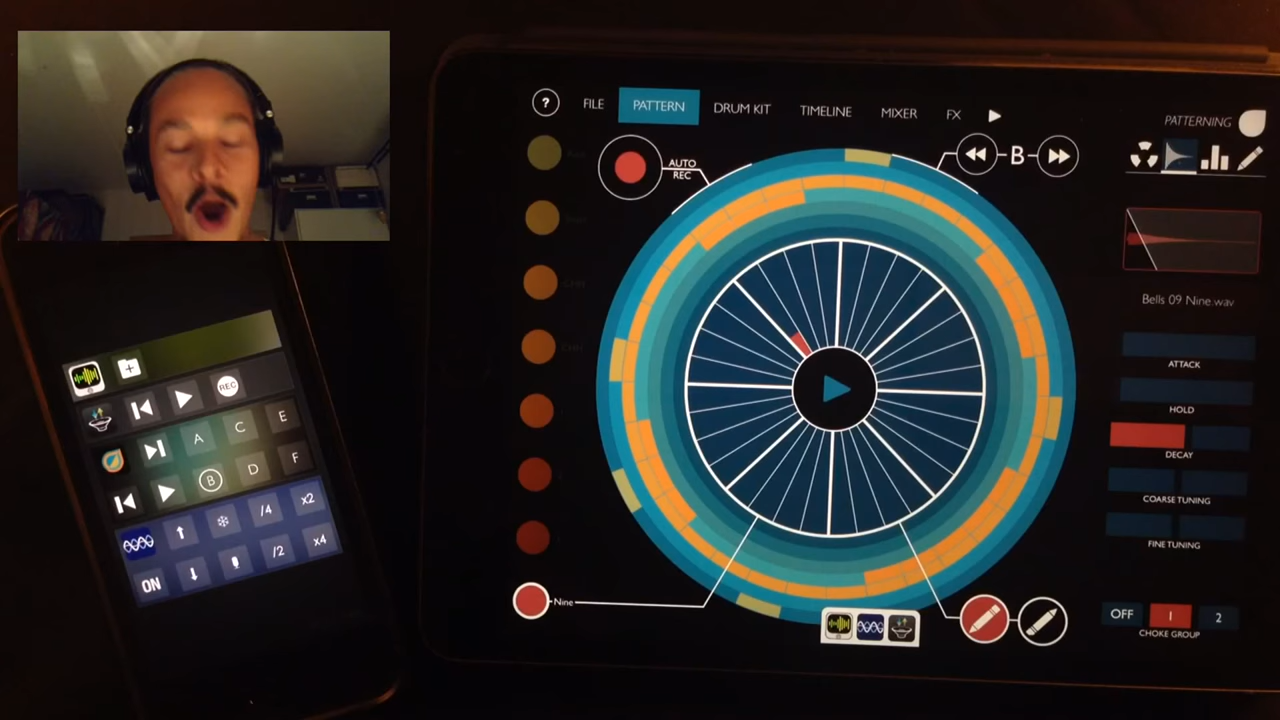 ?
FILE
PATTERN
DRUM KIT
TIMELINE
MIXER
FX
PATTERNING
AUTO
REC
B
Bells 09 Nine.wav
ATTACK
HOLD
DECAY
COARSE TUNING
FINE TUNING
OFF
1
2
CHOKE GROUP
Nine
REC
A
C
E
B
D
F
/4
x2
ON
/2
x4